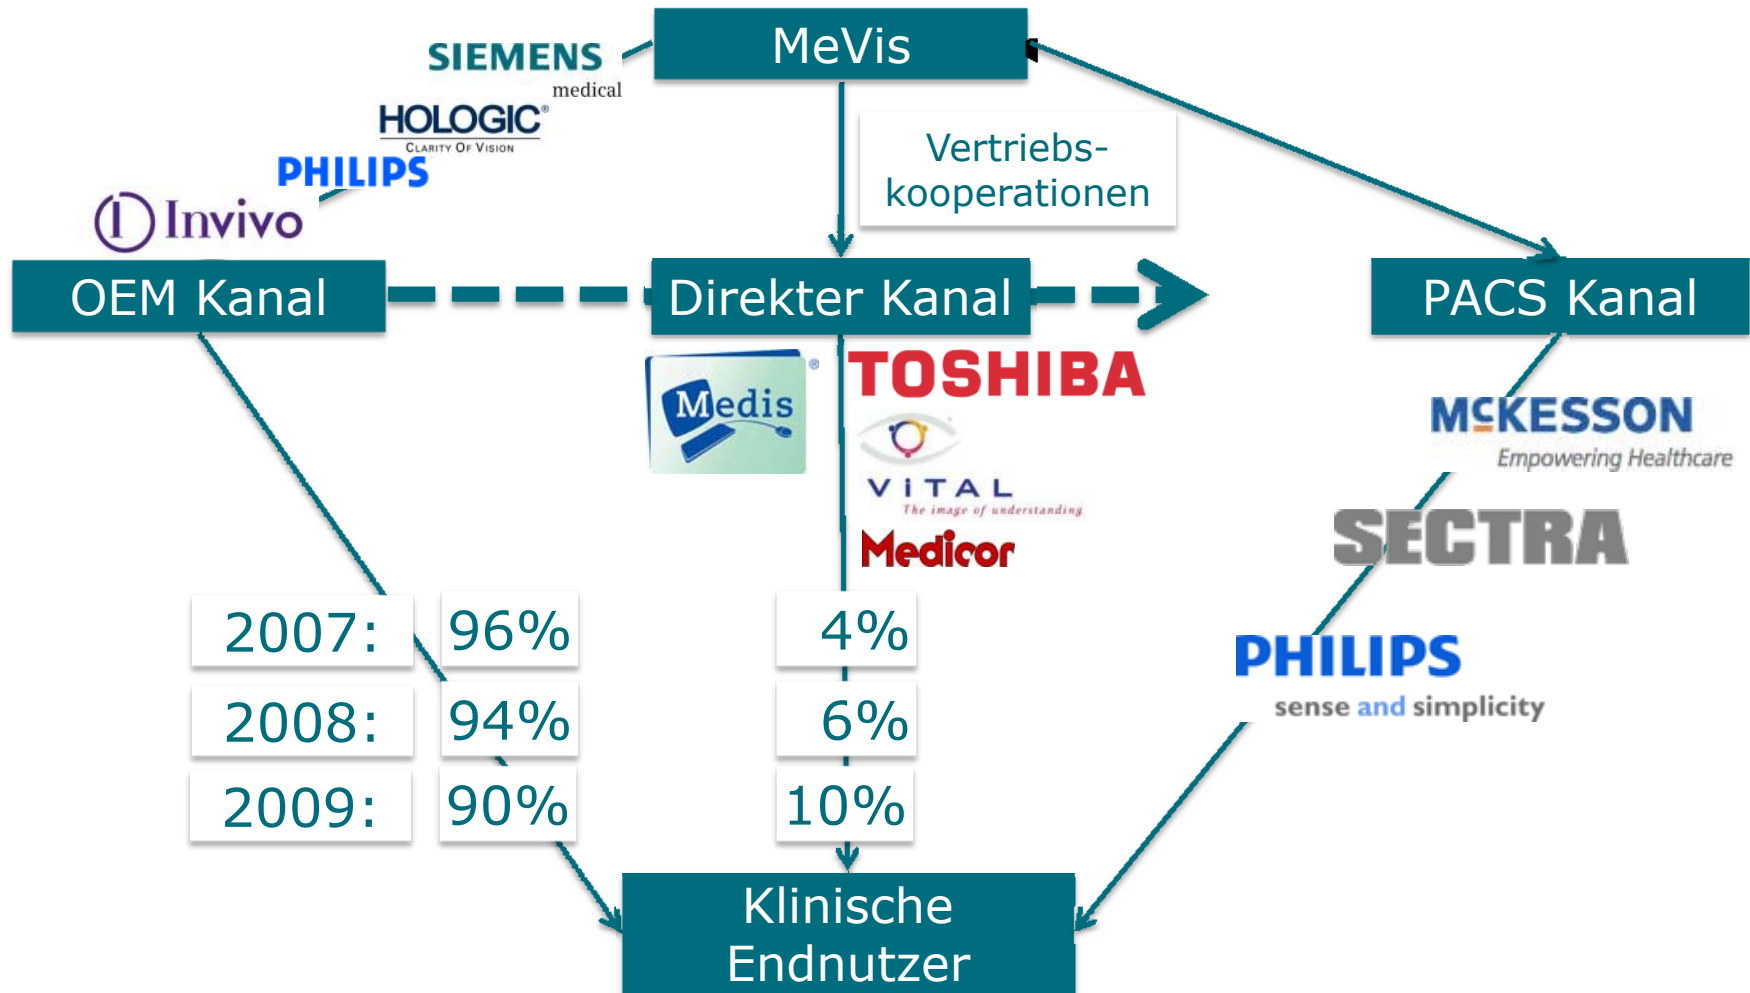 MeVis
SIEMENS
medical
HOLOGIC®
CLARITY OF VISION
PHILIPS
Invivo
Vertriebs-
kooperationen
OEM Kanal
Direkter Kanal
PACS Kanal
Medis®
TOSHIBA
VITAL
The image of understanding
Medicor
McKESSON
Empowering Healthcare
SECTRA
PHILIPS
sense and simplicity
2007: 96% 4%
2008: 94% 6%
2009: 90% 10%
Klinische
Endnutzer